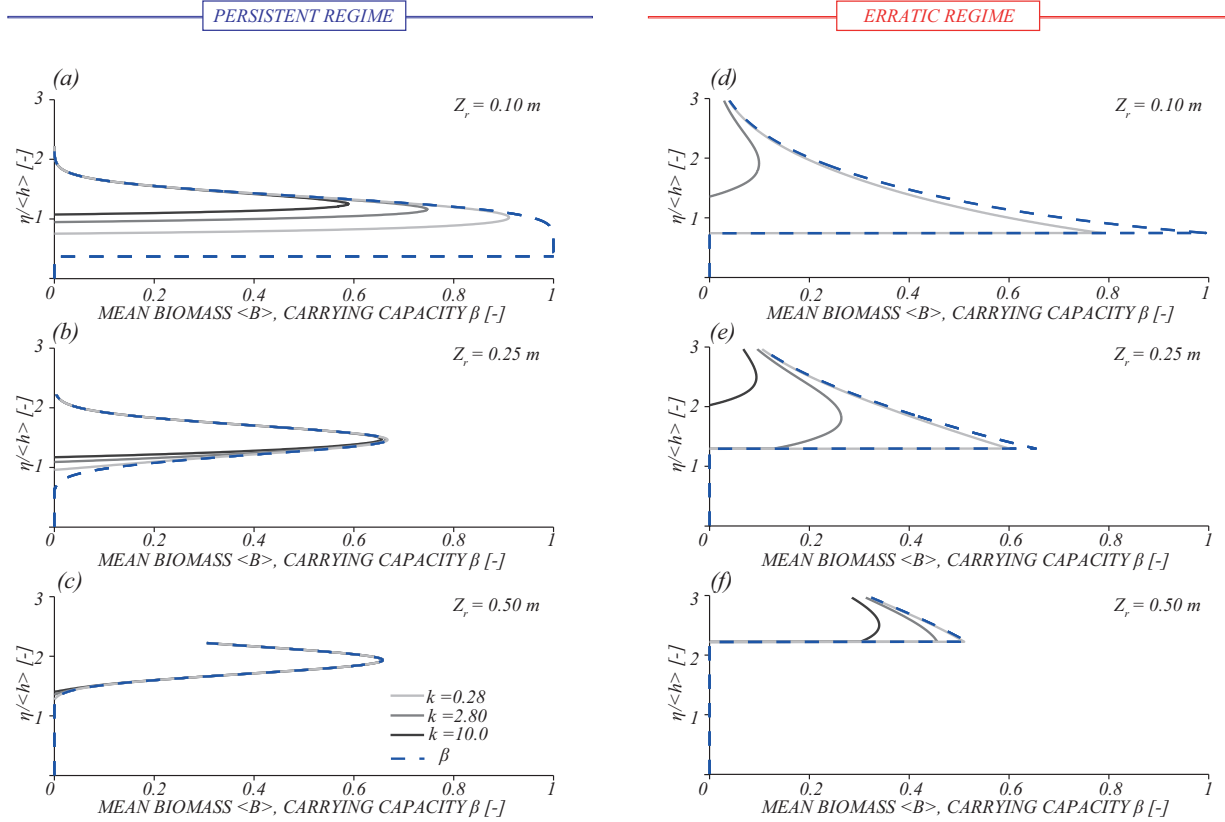 PERSISTENT REGIME
ERRATIC REGIME
(a)
Z_r = 0.10 m
η/<h> [-]
3
2
1
0 0.2 0.4 0.6 0.8 1
MEAN BIOMASS <B>, CARRYING CAPACITY β [-]
(d)
Z_r = 0.10 m
η/<h> [-]
3
2
1
0 0.2 0.4 0.6 0.8 1
MEAN BIOMASS <B>, CARRYING CAPACITY β [-]
(b)
Z_r = 0.25 m
η/<h> [-]
3
2
1
0 0.2 0.4 0.6 0.8 1
MEAN BIOMASS <B>, CARRYING CAPACITY β [-]
(e)
Z_r = 0.25 m
η/<h> [-]
3
2
1
0 0.2 0.4 0.6 0.8 1
MEAN BIOMASS <B>, CARRYING CAPACITY β [-]
(c)
Z_r = 0.50 m
η/<h> [-]
3
2
1
k =0.28
k =2.80
k =10.0
β
0 0.2 0.4 0.6 0.8 1
MEAN BIOMASS <B>, CARRYING CAPACITY β [-]
(f)
Z_r = 0.50 m
η/<h> [-]
3
2
1
0 0.2 0.4 0.6 0.8 1
MEAN BIOMASS <B>, CARRYING CAPACITY β [-]